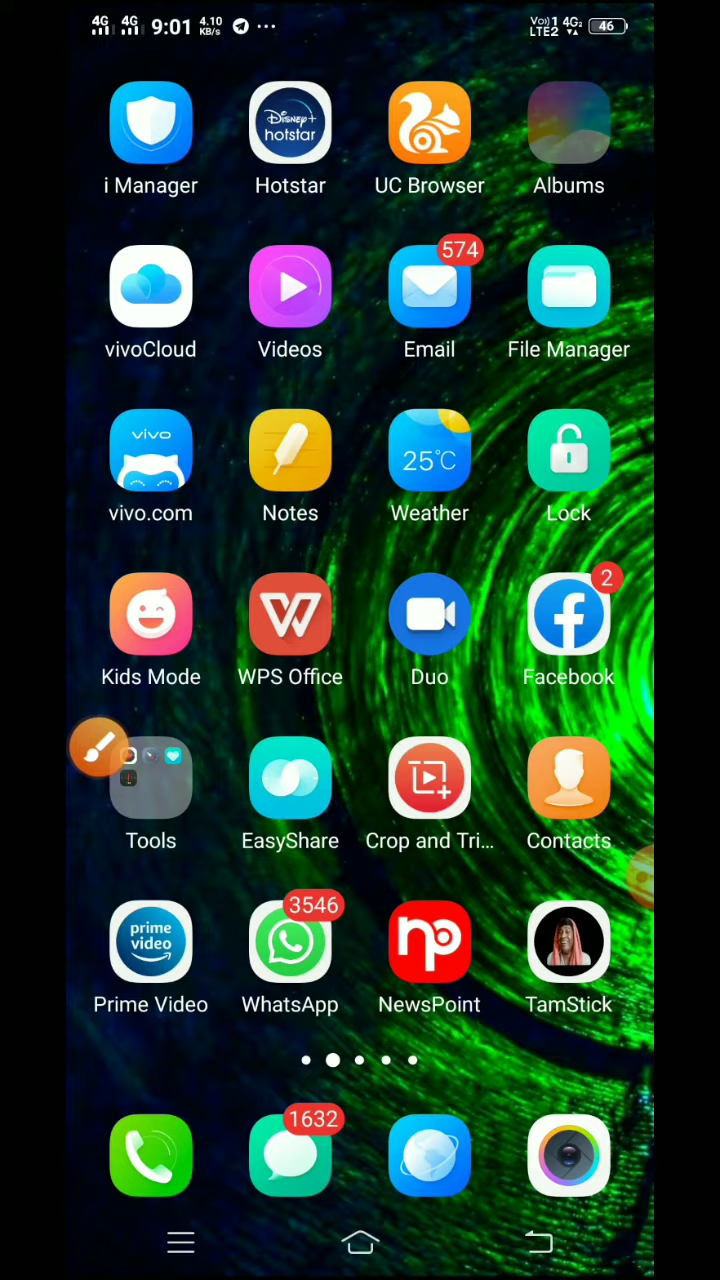 4G 4G 9:01 4.10 KB/s ... Vo)) 1 LTE2 4G2 46
Disney+
hotstar
i Manager Hotstar UC Browser Albums
574
vivoCloud Videos Email File Manager
vivo
25°C
vivo.com Notes Weather Lock
2
Kids Mode WPS Office Duo Facebook
Tools EasyShare Crop and Tri... Contacts
3546
prime
video
np
Prime Video WhatsApp NewsPoint TamStick
1632